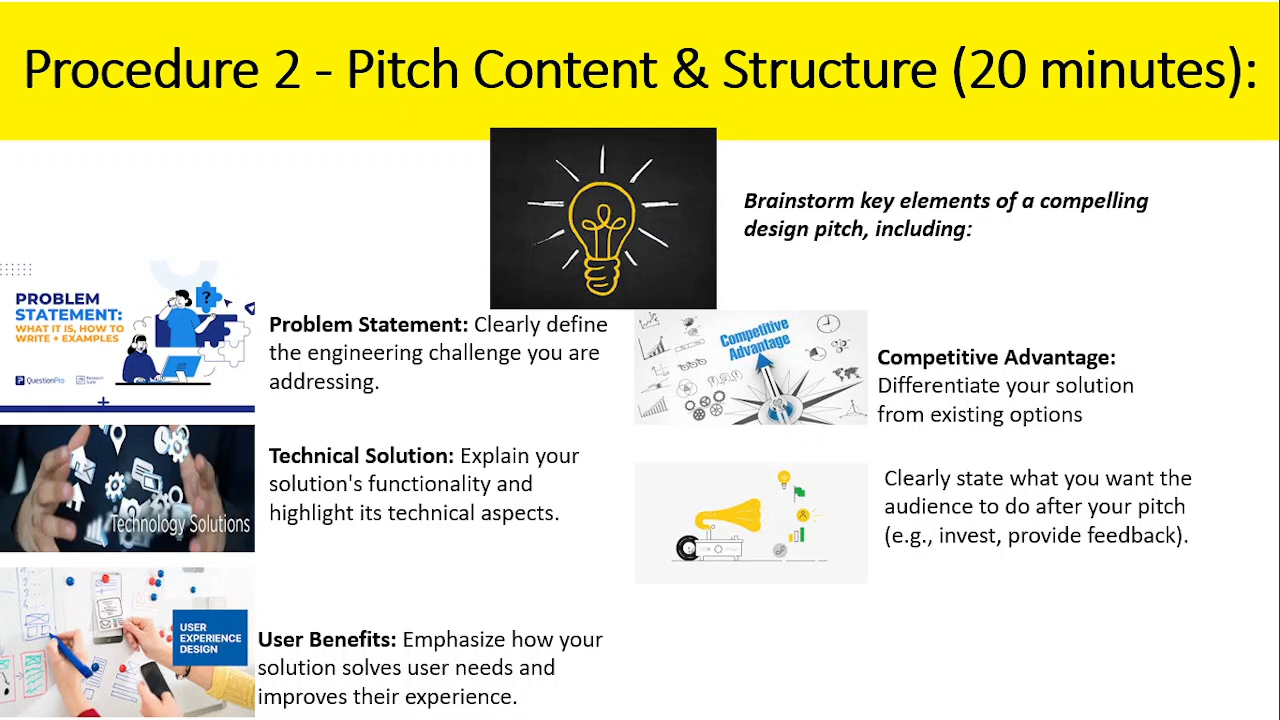 Procedure 2 - Pitch Content & Structure (20 minutes):
Brainstorm key elements of a compelling
design pitch, including:
PROBLEM
STATEMENT:
WHAT IT IS, HOW TO
WRITE + EXAMPLES
QuestionPro
Problem Statement: Clearly define
the engineering challenge you are
addressing.
Technology Solutions
Technical Solution: Explain your
solution's functionality and
highlight its technical aspects.
USER
EXPERIENCE
DESIGN
User Benefits: Emphasize how your
solution solves user needs and
improves their experience.
Competitive
Advantage
Competitive Advantage:
Differentiate your solution
from existing options
Clearly state what you want the
audience to do after your pitch
(e.g., invest, provide feedback).